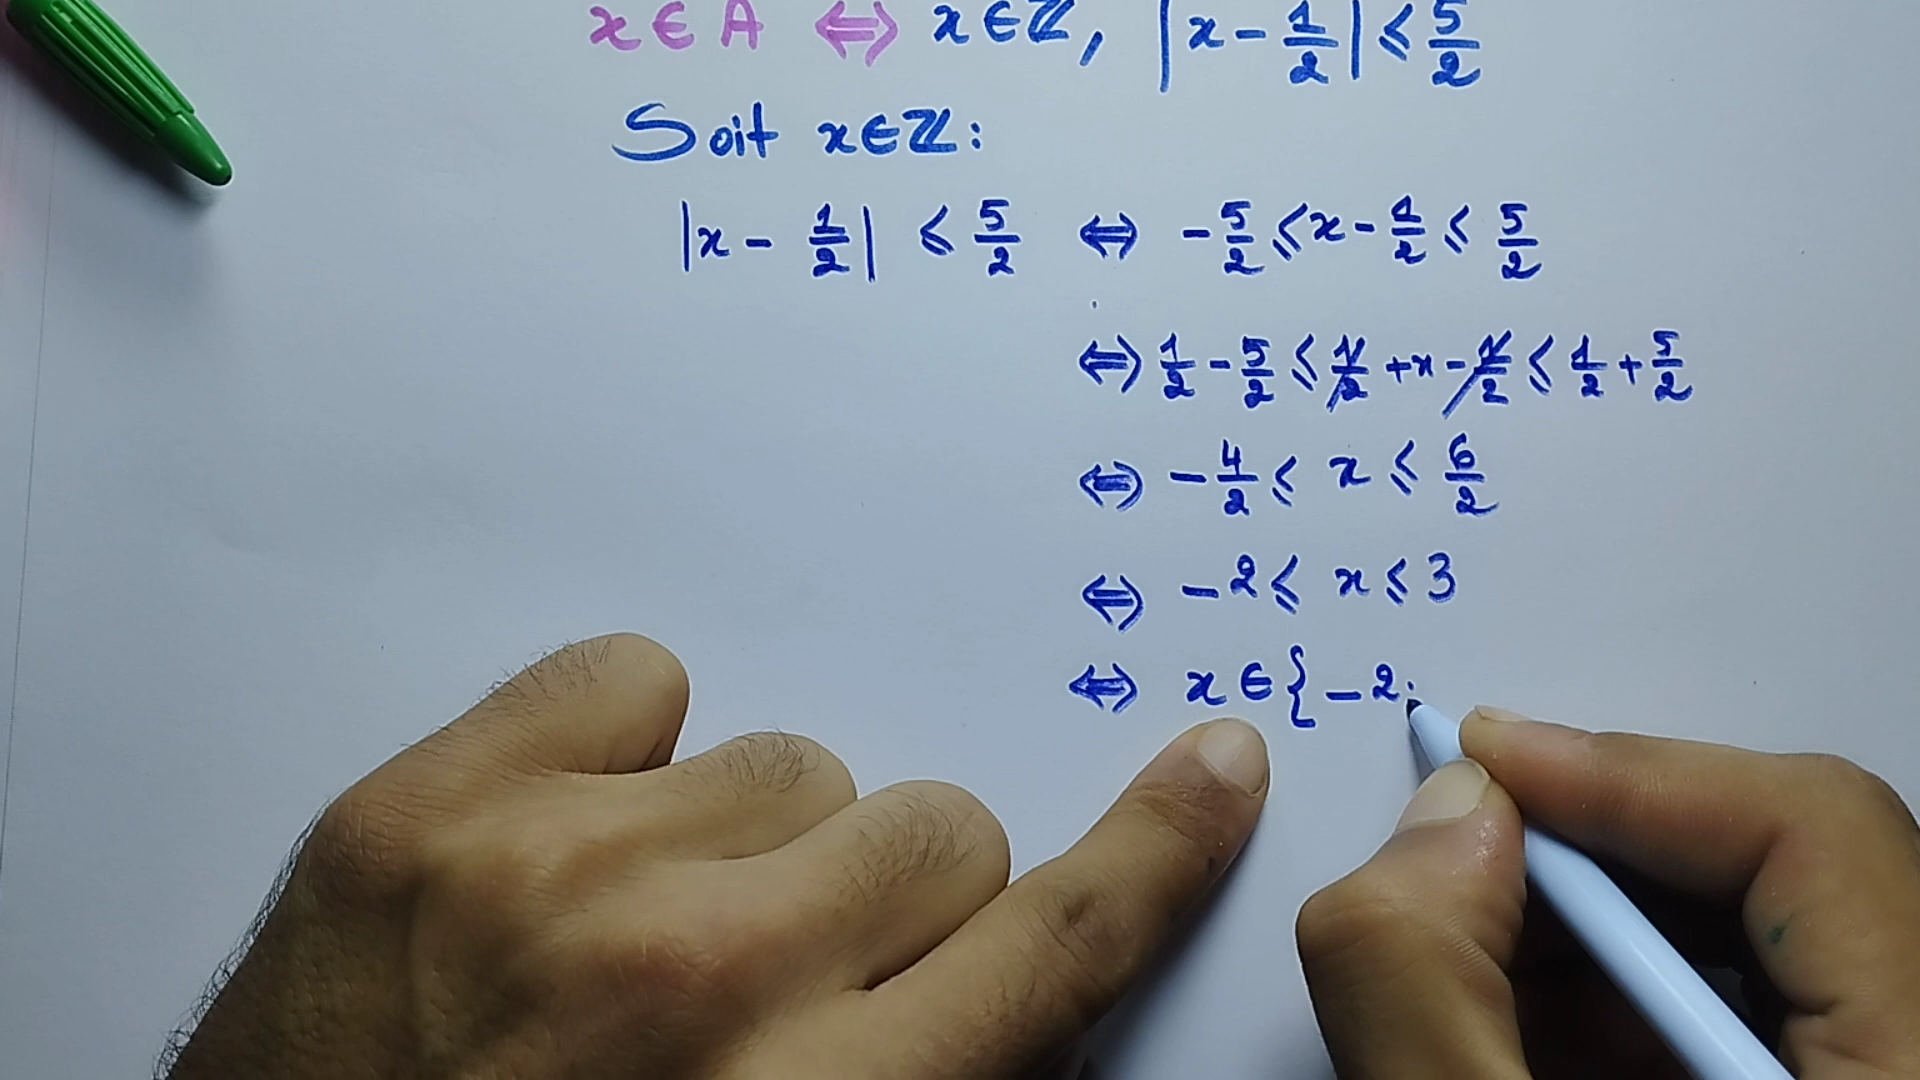 x ∈ A ⟺ x ∈ ℤ, |x - 1/2| ⩽ 5/2
Soit x ∈ ℤ:
|x - 1/2| ⩽ 5/2 ⟺ - 5/2 ⩽ x - 1/2 ⩽ 5/2
⟺ 1/2 - 5/2 ⩽ 1/2 + x - 1/2 ⩽ 1/2 + 5/2
⟺ - 4/2 ⩽ x ⩽ 6/2
⟺ - 2 ⩽ x ⩽ 3
⟺ x ∈ { - 2;